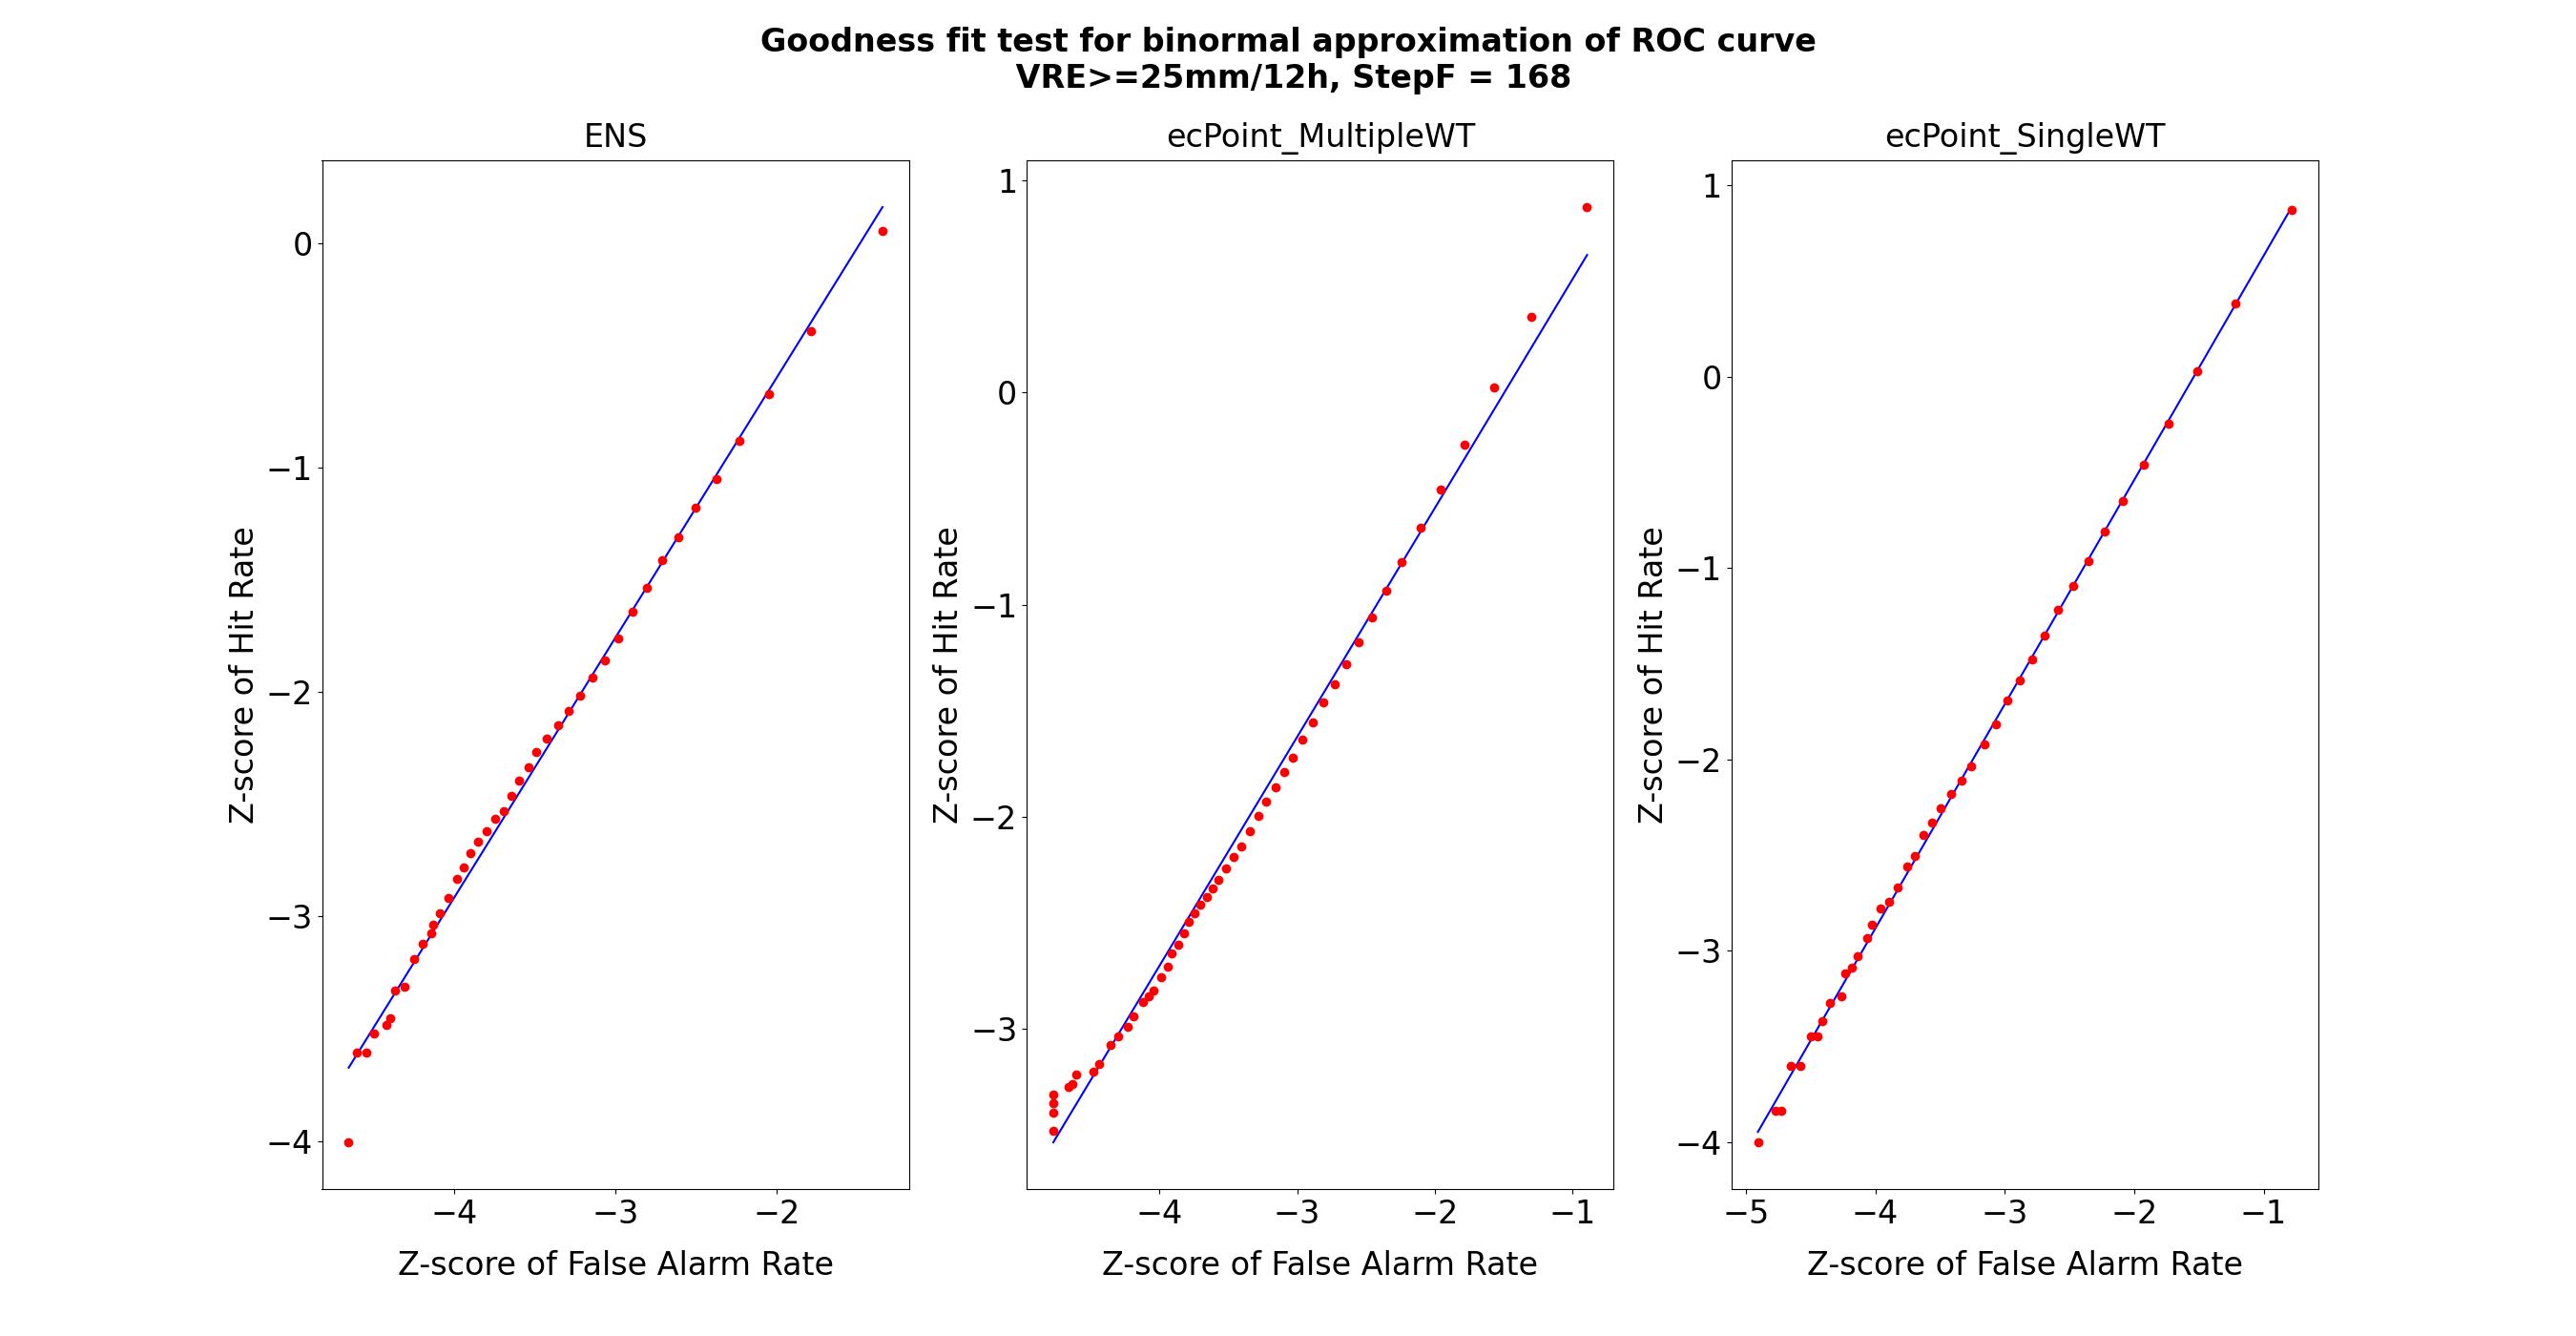 Goodness fit test for binormal approximation of ROC curve
VRE>=25mm/12h, StepF = 168
ENS
0
−1
−2
−3
−4
−4 −3 −2
Z-score of Hit Rate
Z-score of False Alarm Rate
ecPoint_MultipleWT
1
0
−1
−2
−3
−4 −3 −2 −1
Z-score of Hit Rate
Z-score of False Alarm Rate
ecPoint_SingleWT
1
0
−1
−2
−3
−4
−5 −4 −3 −2 −1
Z-score of Hit Rate
Z-score of False Alarm Rate